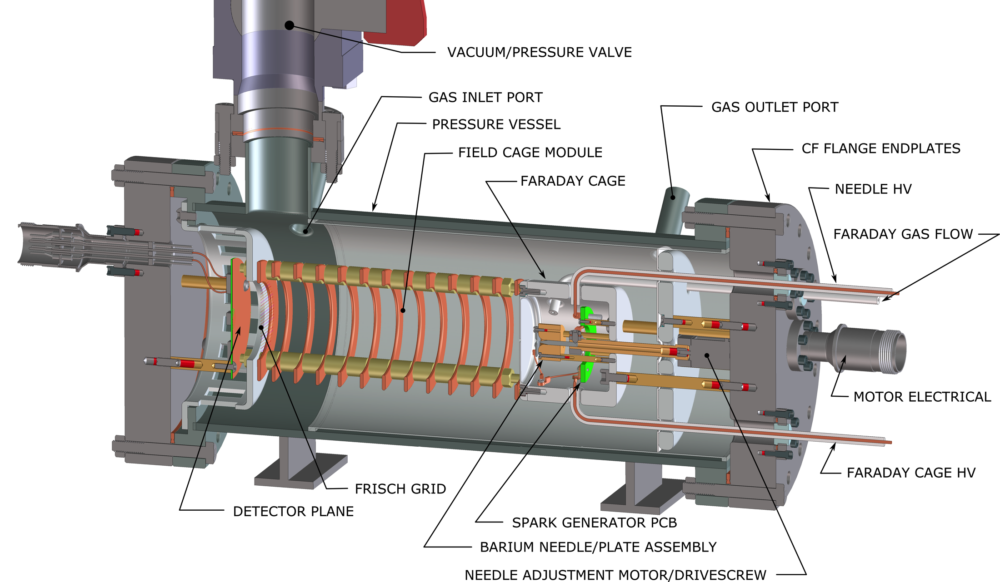 VACUUM/PRESSURE VALVE
GAS INLET PORT
GAS OUTLET PORT
PRESSURE VESSEL
CF FLANGE ENDPLATES
FIELD CAGE MODULE
FARADAY CAGE
NEEDLE HV
FARADAY GAS FLOW
MOTOR ELECTRICAL
FARADAY CAGE HV
FRISCH GRID
DETECTOR PLANE
SPARK GENERATOR PCB
BARIUM NEEDLE/PLATE ASSEMBLY
NEEDLE ADJUSTMENT MOTOR/DRIVESCREW